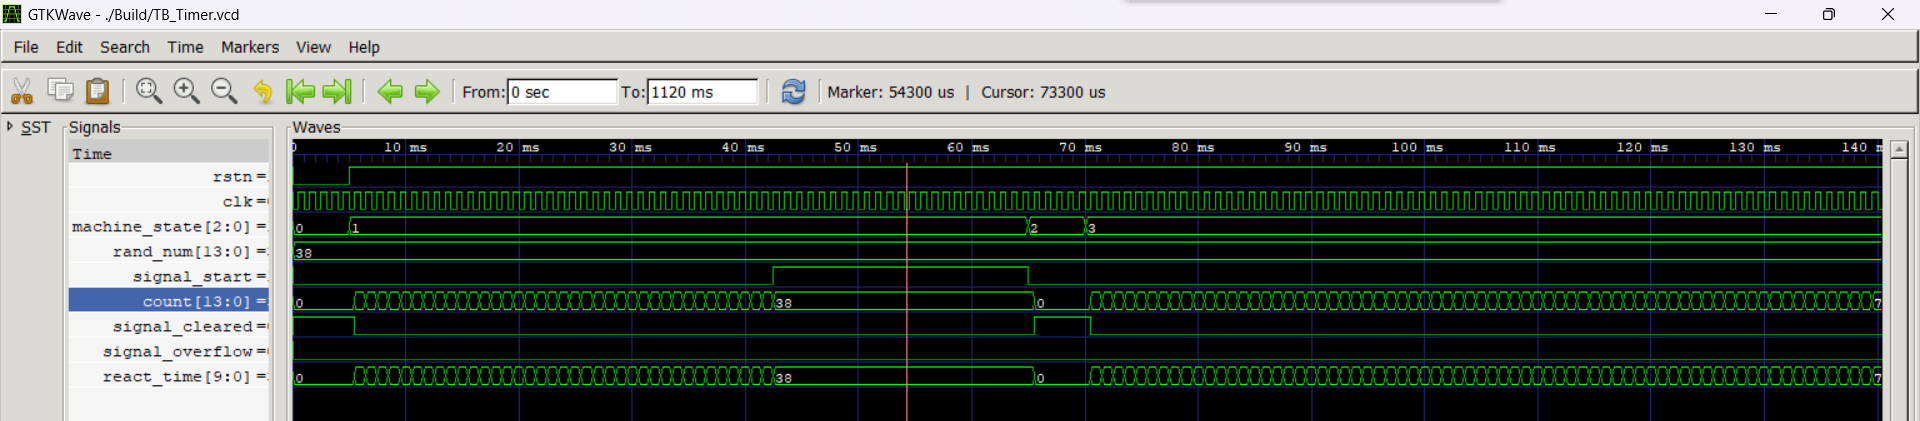 GTKWave - ./Build/TB_Timer.vcd
File Edit Search Time Markers View Help
From: 0 sec To: 1120 ms Marker: 54300 us | Cursor: 73300 us
SST Signals Waves
Time 10 ms 20 ms 30 ms 40 ms 50 ms 60 ms 70 ms 80 ms 90 ms 100 ms 110 ms 120 ms 130 ms 140 m
rstn =
clk =
machine_state[2:0] = 0 1 2 3
rand_num[13:0] = 38
signal_start =
count[13:0] = 0 38 0 7
signal_cleared =
signal_overflow =
react_time[9:0] = 0 38 0 7